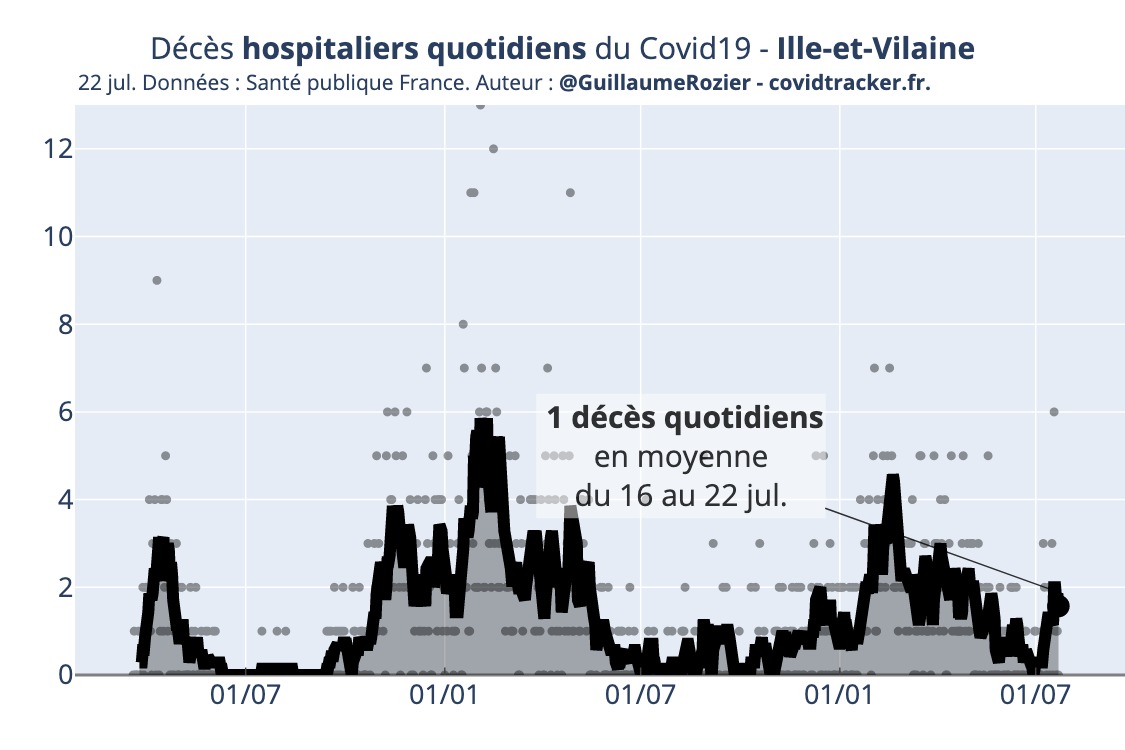 Décès hospitaliers quotidiens du Covid19 - Ille-et-Vilaine
22 jul. Données : Santé publique France. Auteur : @GuillaumeRozier - covidtracker.fr.
12
10
8
6
4
2
0
1 décès quotidiens
en moyenne
du 16 au 22 jul.
01/07
01/01
01/07
01/01
01/07